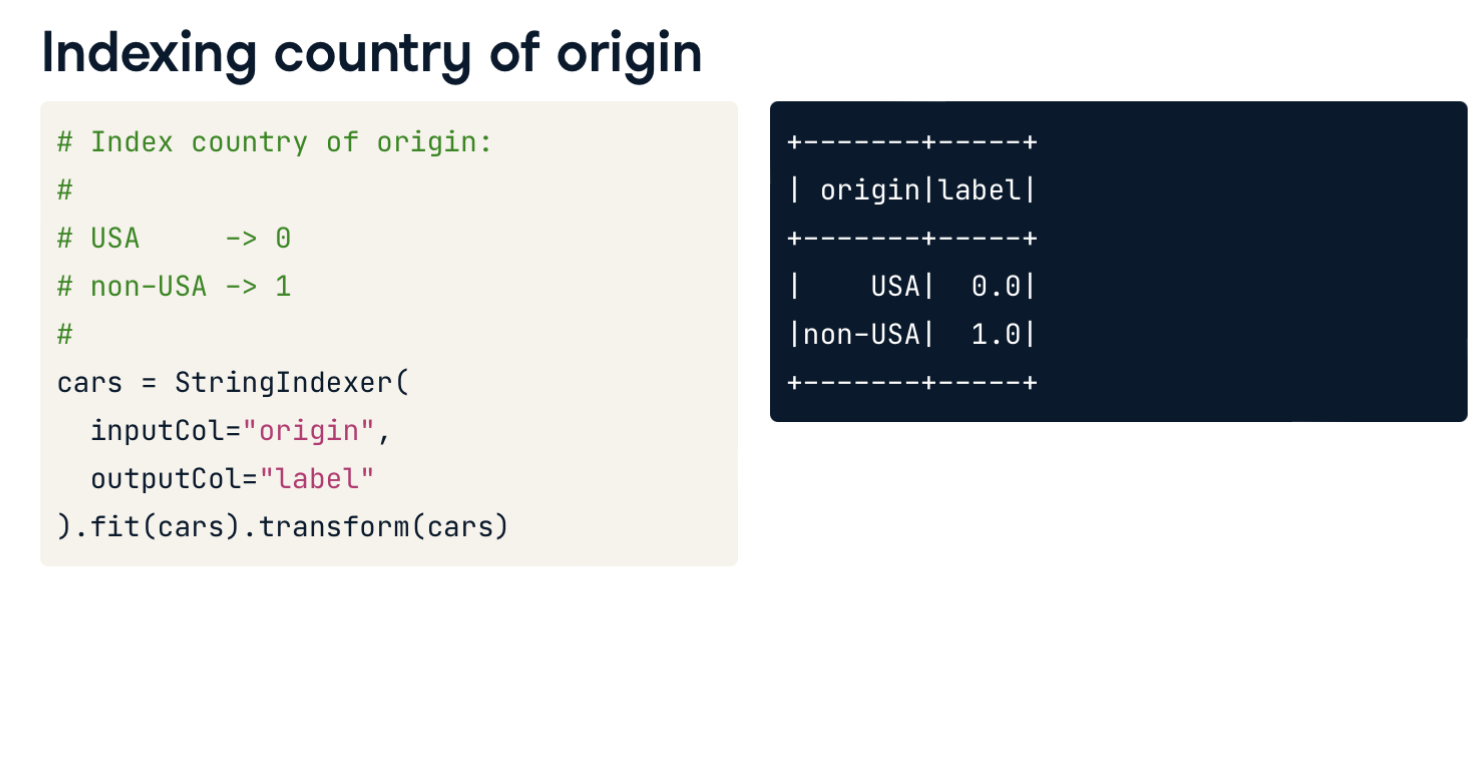 Indexing country of origin
# Index country of origin:
#
# USA     -> 0
# non-USA -> 1
#
cars = StringIndexer(
  inputCol="origin",
  outputCol="label"
).fit(cars).transform(cars)
+-------+-----+
| origin|label|
+-------+-----+
|    USA|  0.0|
|non-USA|  1.0|
+-------+-----+